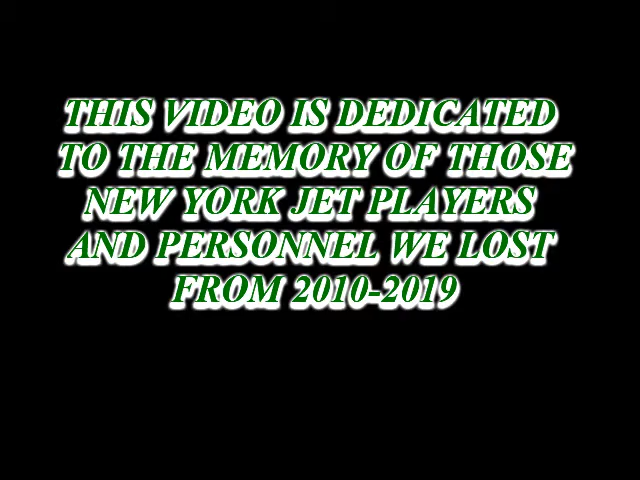 THIS VIDEO IS DEDICATED
TO THE MEMORY OF THOSE
NEW YORK JET PLAYERS
AND PERSONNEL WE LOST
FROM 2010-2019